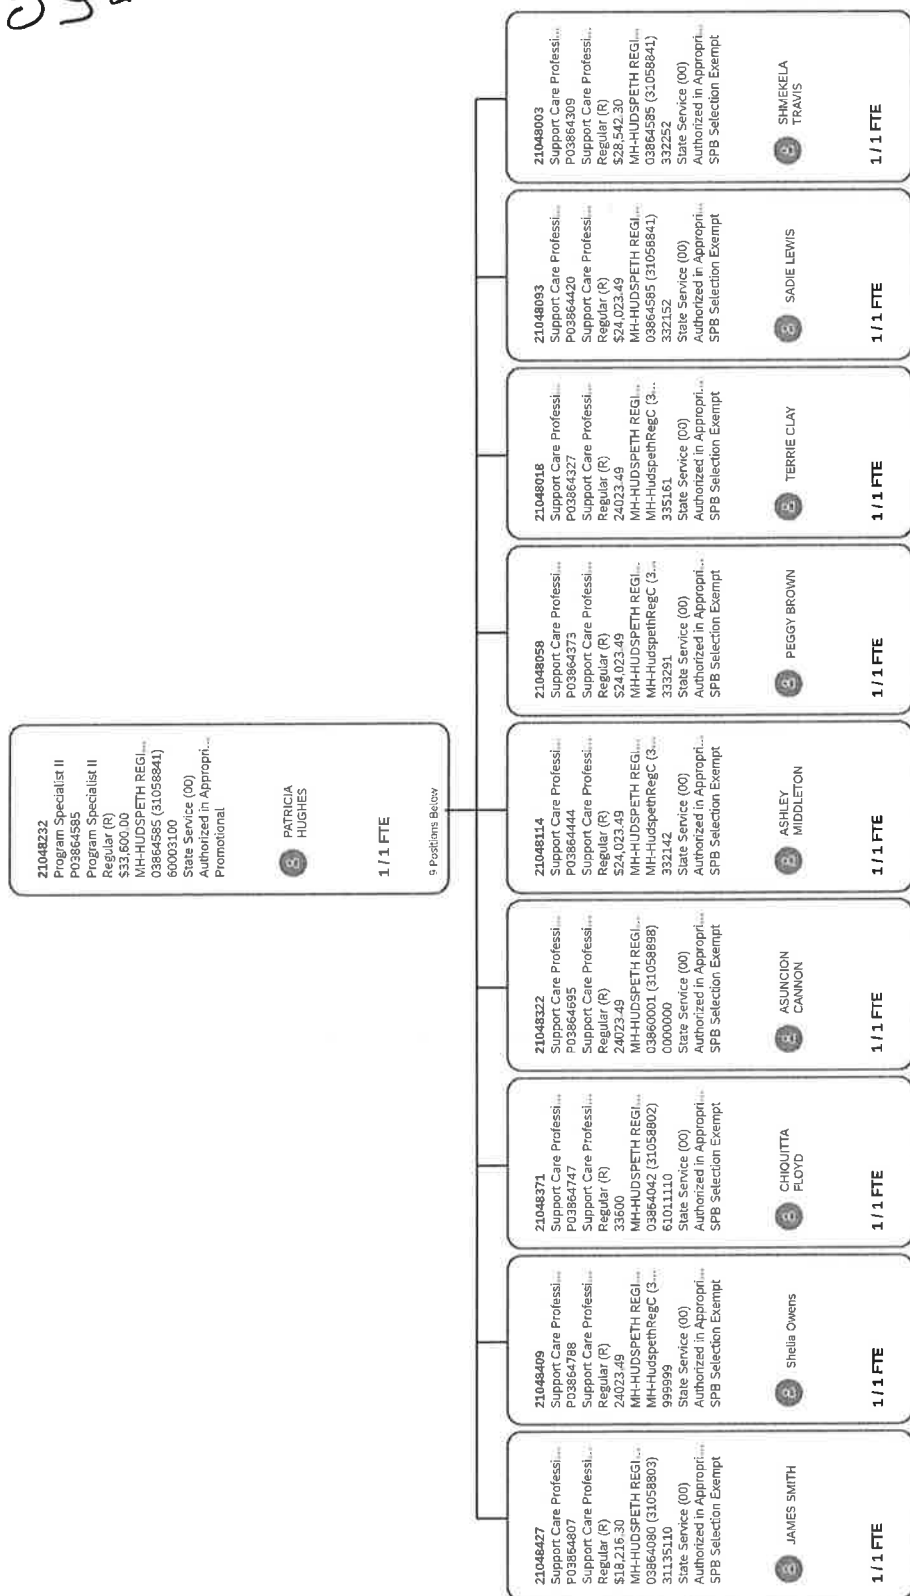 21048232
Program Specialist II
P03864585
Program Specialist II
Regular (R)
$33,600.00
MH-HUDSPETH REGI...
03864585 (31058841)
60003100
State Service (00)
Authorized in Appropri...
Promotional
PATRICIA
HUGHES
1 / 1 FTE
9 Positions Below
21048427
Support Care Professi...
P03864807
Support Care Professi...
Regular (R)
$18,216.30
MH-HUDSPETH REGI...
03864080 (31058803)
31135110
State Service (00)
Authorized in Appropri...
SPB Selection Exempt
JAMES SMITH
1 / 1 FTE
21048409
Support Care Professi...
P03864788
Support Care Professi...
Regular (R)
24023.49
MH-HUDSPETH REGI...
MH-HudspethRegC (3...
999999
State Service (00)
Authorized in Appropri...
SPB Selection Exempt
Shelia Owens
1 / 1 FTE
21048371
Support Care Professi...
P03864747
Support Care Professi...
Regular (R)
33600
MH-HUDSPETH REGI...
03864042 (31058802)
61011110
State Service (00)
Authorized in Appropri...
SPB Selection Exempt
CHIQUITTA
FLOYD
1 / 1 FTE
21048322
Support Care Professi...
P03864695
Support Care Professi...
Regular (R)
24023.49
MH-HUDSPETH REGI...
03860001 (31058898)
0000000
State Service (00)
Authorized in Appropri...
SPB Selection Exempt
ASUNCION
CANNON
1 / 1 FTE
21048114
Support Care Professi...
P03864444
Support Care Professi...
Regular (R)
$24,023.49
MH-HUDSPETH REGI...
MH-HudspethRegC (3...
332142
State Service (00)
Authorized in Appropri...
SPB Selection Exempt
ASHLEY
MIDDLETON
1 / 1 FTE
21048058
Support Care Professi...
P03864373
Support Care Professi...
Regular (R)
$24,023.49
MH-HUDSPETH REGI...
MH-HudspethRegC (3...
333291
State Service (00)
Authorized in Appropri...
SPB Selection Exempt
PEGGY BROWN
1 / 1 FTE
21048018
Support Care Professi...
P03864327
Support Care Professi...
Regular (R)
24023.49
MH-HUDSPETH REGI...
MH-HudspethRegC (3...
335161
State Service (00)
Authorized in Appropri...
SPB Selection Exempt
TERRIE CLAY
1 / 1 FTE
21048093
Support Care Professi...
P03864420
Support Care Professi...
Regular (R)
$24,023.49
MH-HUDSPETH REGI...
03864585 (31058841)
332152
State Service (00)
Authorized in Appropri...
SPB Selection Exempt
SADIE LEWIS
1 / 1 FTE
21048003
Support Care Professi...
P03864309
Support Care Professi...
Regular (R)
$28,542.30
MH-HUDSPETH REGI...
03864585 (31058841)
332252
State Service (00)
Authorized in Appropri...
SPB Selection Exempt
SHMEKELA
TRAVIS
1 / 1 FTE